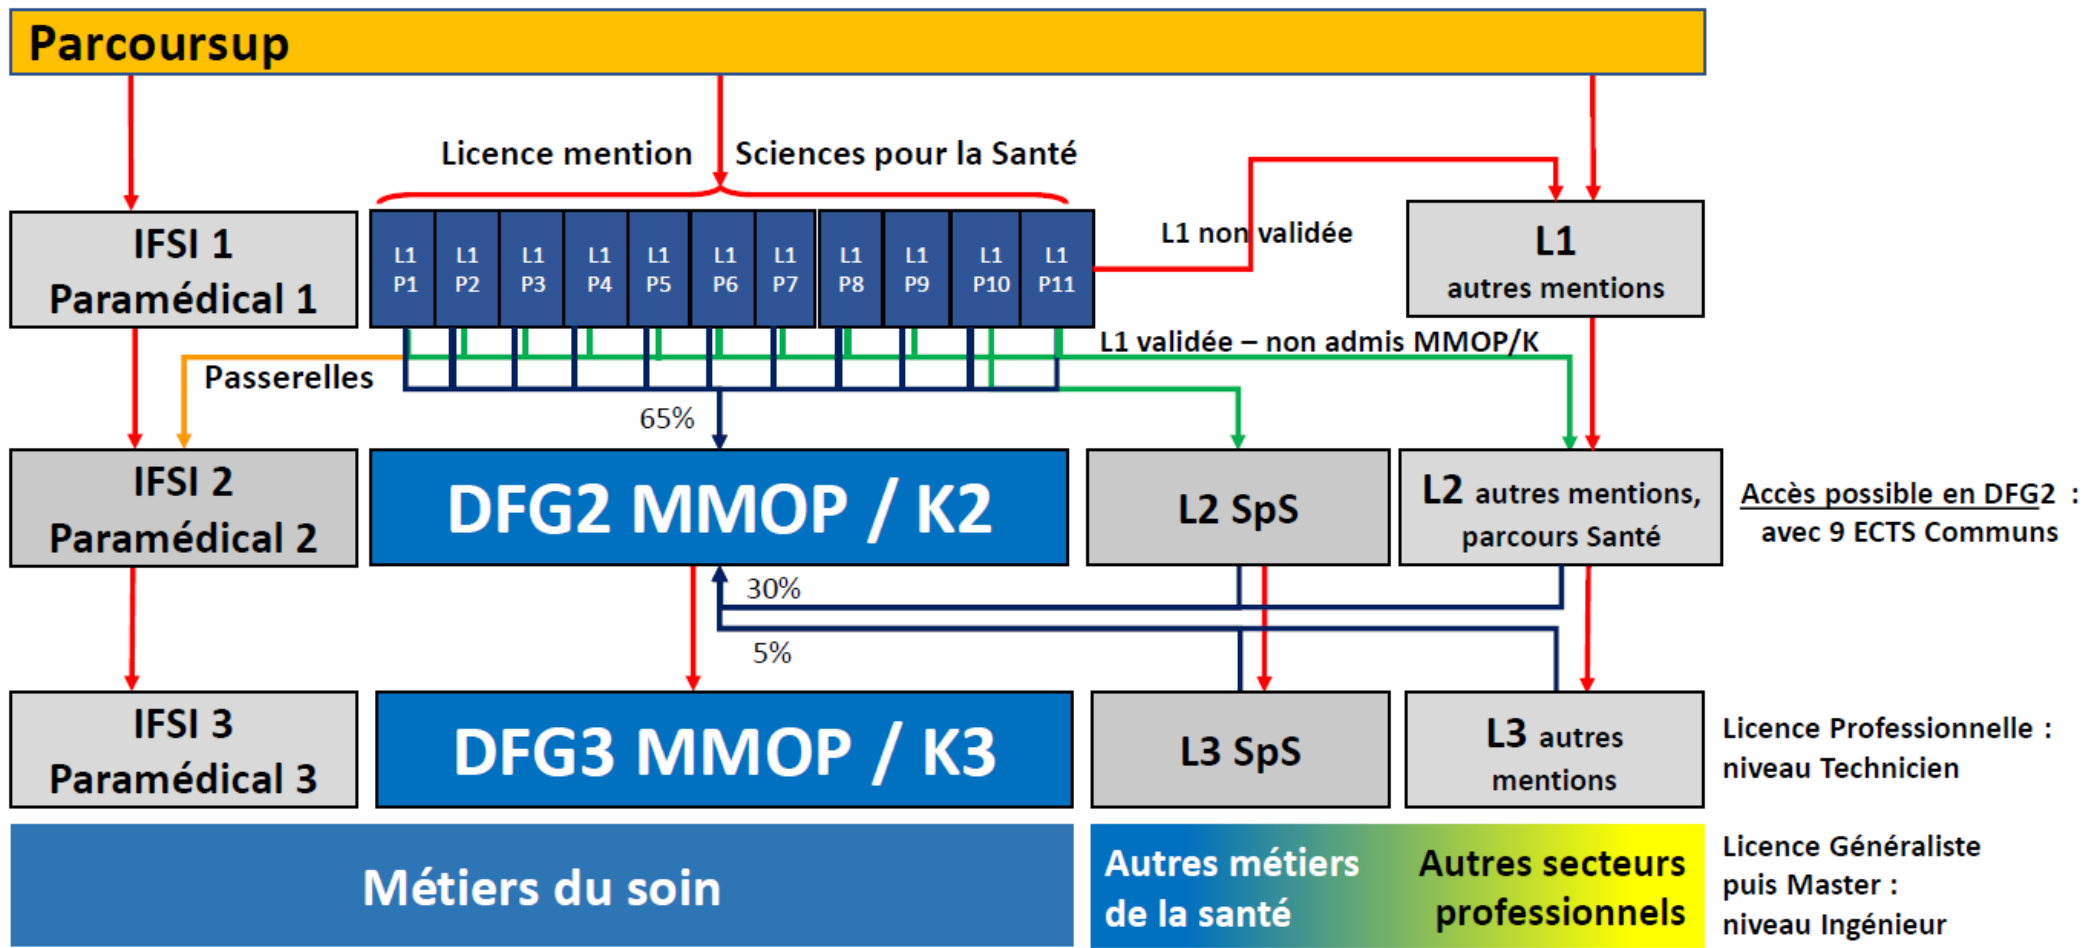 Parcoursup
Licence mention
Sciences pour la Santé
IFSI 1
Paramédical 1
L1
P1
L1
P2
L1
P3
L1
P4
L1
P5
L1
P6
L1
P7
L1
P8
L1
P9
L1
P10
L1
P11
L1 non validée
L1
autres mentions
L1 validée – non admis MMOP/K
Passerelles
65%
IFSI 2
Paramédical 2
DFG2 MMOP / K2
L2 SpS
L2 autres mentions,
parcours Santé
Accès possible en DFG2 :
avec 9 ECTS Communs
30%
5%
IFSI 3
Paramédical 3
DFG3 MMOP / K3
L3 SpS
L3 autres
mentions
Licence Professionnelle :
niveau Technicien
Métiers du soin
Autres métiers
de la santé
Autres secteurs
professionnels
Licence Généraliste
puis Master :
niveau Ingénieur